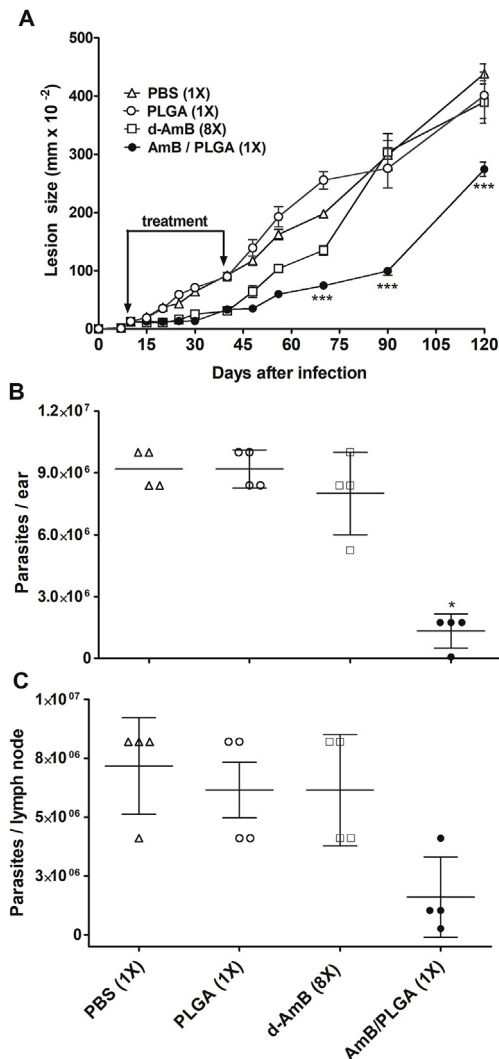 A
500
400
300
200
100
0
Lesion size (mm x 10⁻²)
PBS (1X)
PLGA (1X)
d-AmB (8X)
AmB / PLGA (1X)
treatment
***
***
***
0 15 30 45 60 75 90 105 120
Days after infection
B
1.2×10⁷
9.0×10⁶
6.0×10⁶
3.0×10⁶
0
Parasites / ear
*
C
1×10⁰⁷
8×10⁰⁶
5×10⁰⁶
3×10⁰⁶
0
Parasites / lymph node
PBS (1X)
PLGA (1X)
d-AmB (8X)
AmB/PLGA (1X)